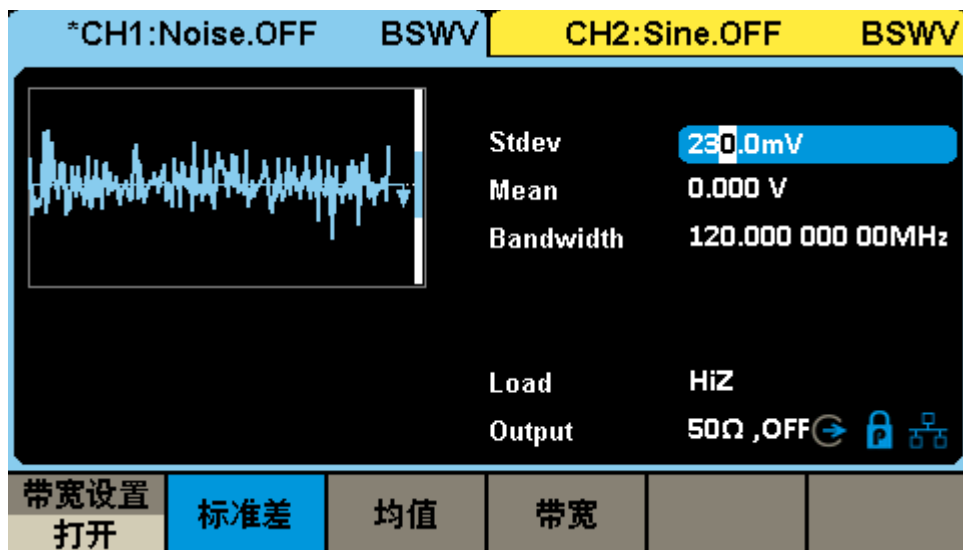 *CH1:Noise.OFF BSWV CH2:Sine.OFF BSWV
Stdev 230.0mV
Mean 0.000 V
Bandwidth 120.000 000 00MHz
Load HiZ
Output 50Ω ,OFF P
带宽设置
打开
标准差 均值 带宽